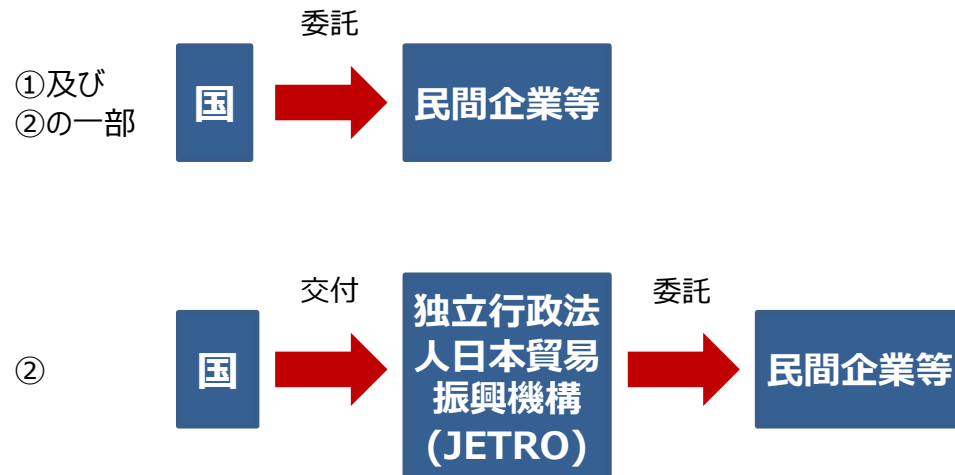 委託
①及び
②の一部
国
民間企業等
交付
委託
②
国
独立行政法
人日本貿易
振興機構
(JETRO)
民間企業等